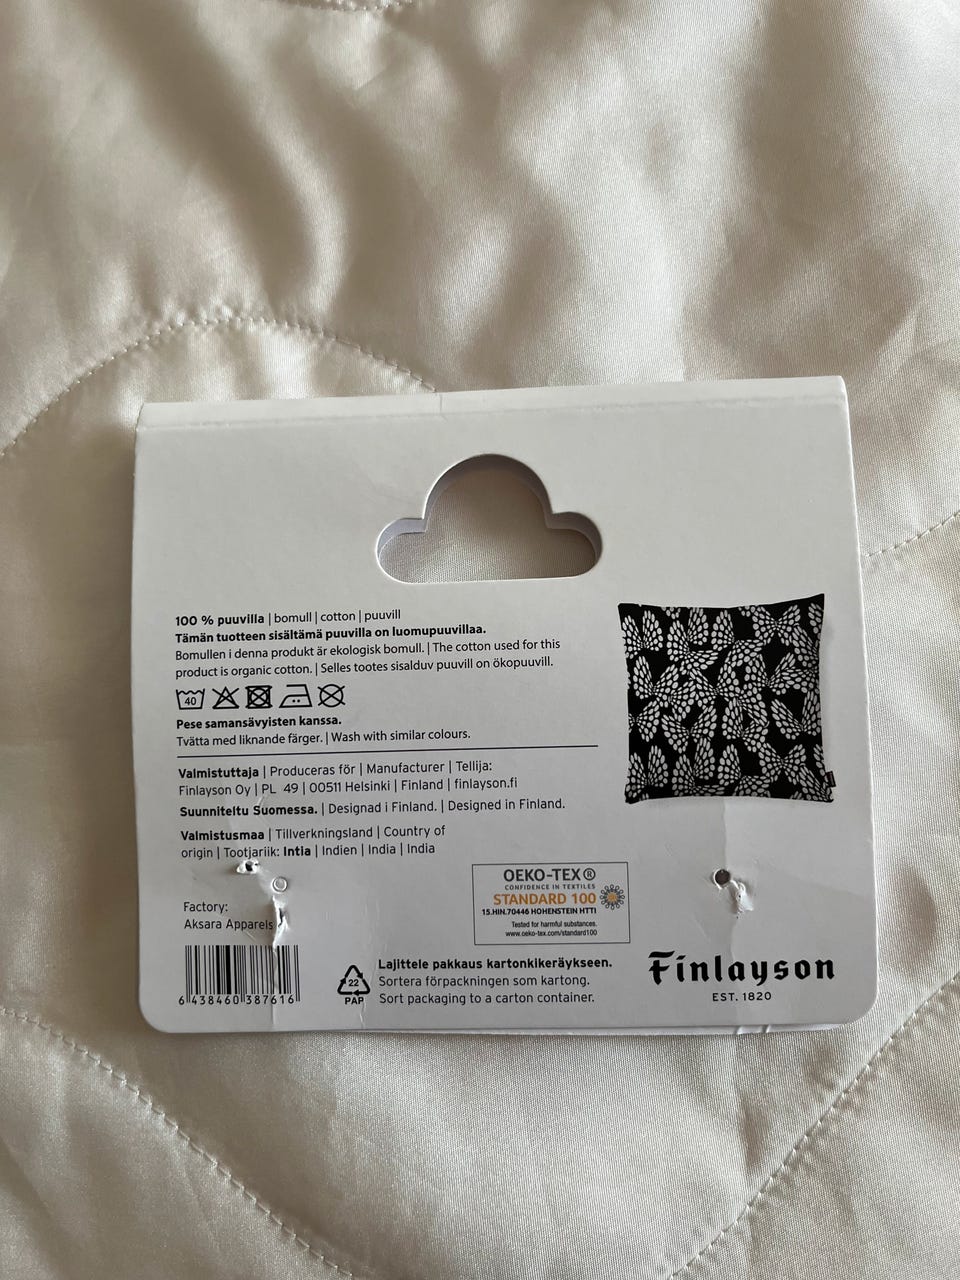 100 % puuvilla | bomull | cotton | puuvill
Tämän tuotteen sisältämä puuvilla on luomupuuvillaa.
Bomullen i denna produkt är ekologisk bomull. | The cotton used for this
product is organic cotton. | Selles tootes sisalduv puuvill on ökopuuvill.
40
Pese samansävyisten kanssa.
Tvätta med liknande färger. | Wash with similar colours.
Valmistuttaja | Produceras för | Manufacturer | Tellija:
Finlayson Oy | PL 49 | 00511 Helsinki | Finland | finlayson.fi
Suunniteltu Suomessa. | Designad i Finland. | Designed in Finland.
Valmistusmaa | Tillverkningsland | Country of
origin | Tootjariik: Intia | Indien | India | India
Factory:
Aksara Apparels
6 438460 387616
OEKO-TEX®
CONFIDENCE IN TEXTILES
STANDARD 100
15.HIN.70446 HOHENSTEIN HTTI
Tested for harmful substances.
www.oeko-tex.com/standard100
22
PAP
Lajittele pakkaus kartonkikeräykseen.
Sortera förpackningen som kartong.
Sort packaging to a carton container.
Finlayson
EST. 1820